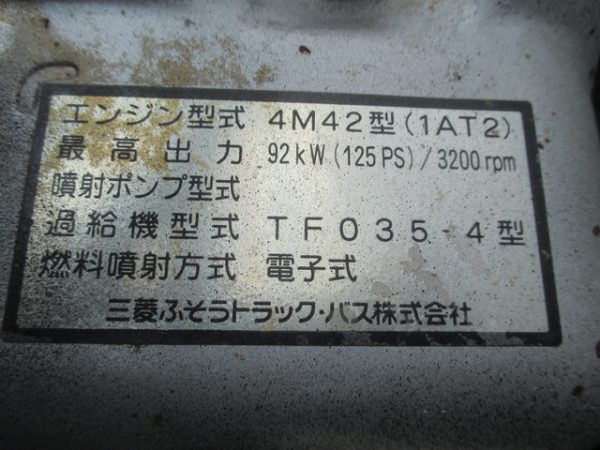 エンジン型式 4M42型(1AT2)
最高出力 92kW(125PS)/3200rpm
噴射ポンプ型式
過給機型式 TF035-4型
燃料噴射方式 電子式
三菱ふそうトラック・バス株式会社